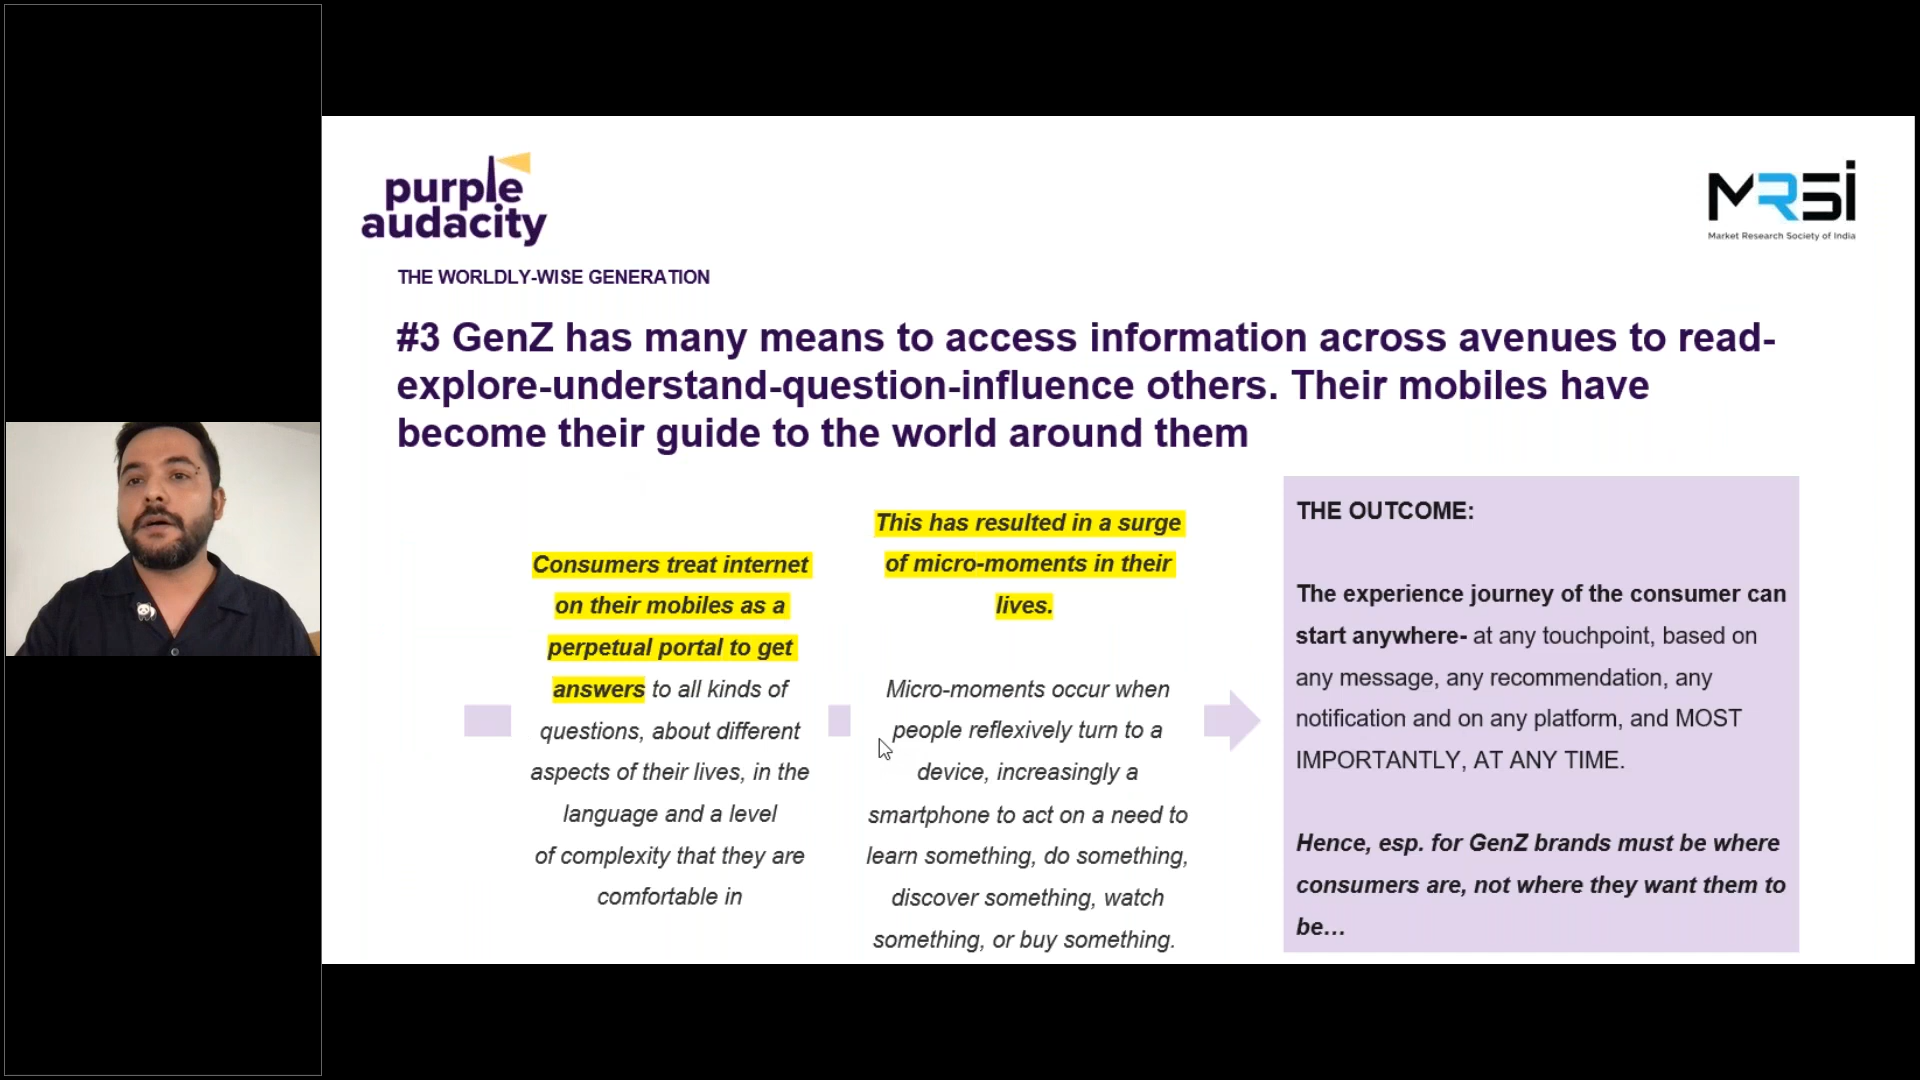 purple
audacity
MRSI
Market Research Society of India
THE WORLDLY-WISE GENERATION
#3 GenZ has many means to access information across avenues to read-
explore-understand-question-influence others. Their mobiles have
become their guide to the world around them
Consumers treat internet
on their mobiles as a
perpetual portal to get
answers to all kinds of
questions, about different
aspects of their lives, in the
language and a level
of complexity that they are
comfortable in
This has resulted in a surge
of micro-moments in their
lives.
Micro-moments occur when
people reflexively turn to a
device, increasingly a
smartphone to act on a need to
learn something, do something,
discover something, watch
something, or buy something.
THE OUTCOME:
The experience journey of the consumer can
start anywhere- at any touchpoint, based on
any message, any recommendation, any
notification and on any platform, and MOST
IMPORTANTLY, AT ANY TIME.
Hence, esp. for GenZ brands must be where
consumers are, not where they want them to
be…